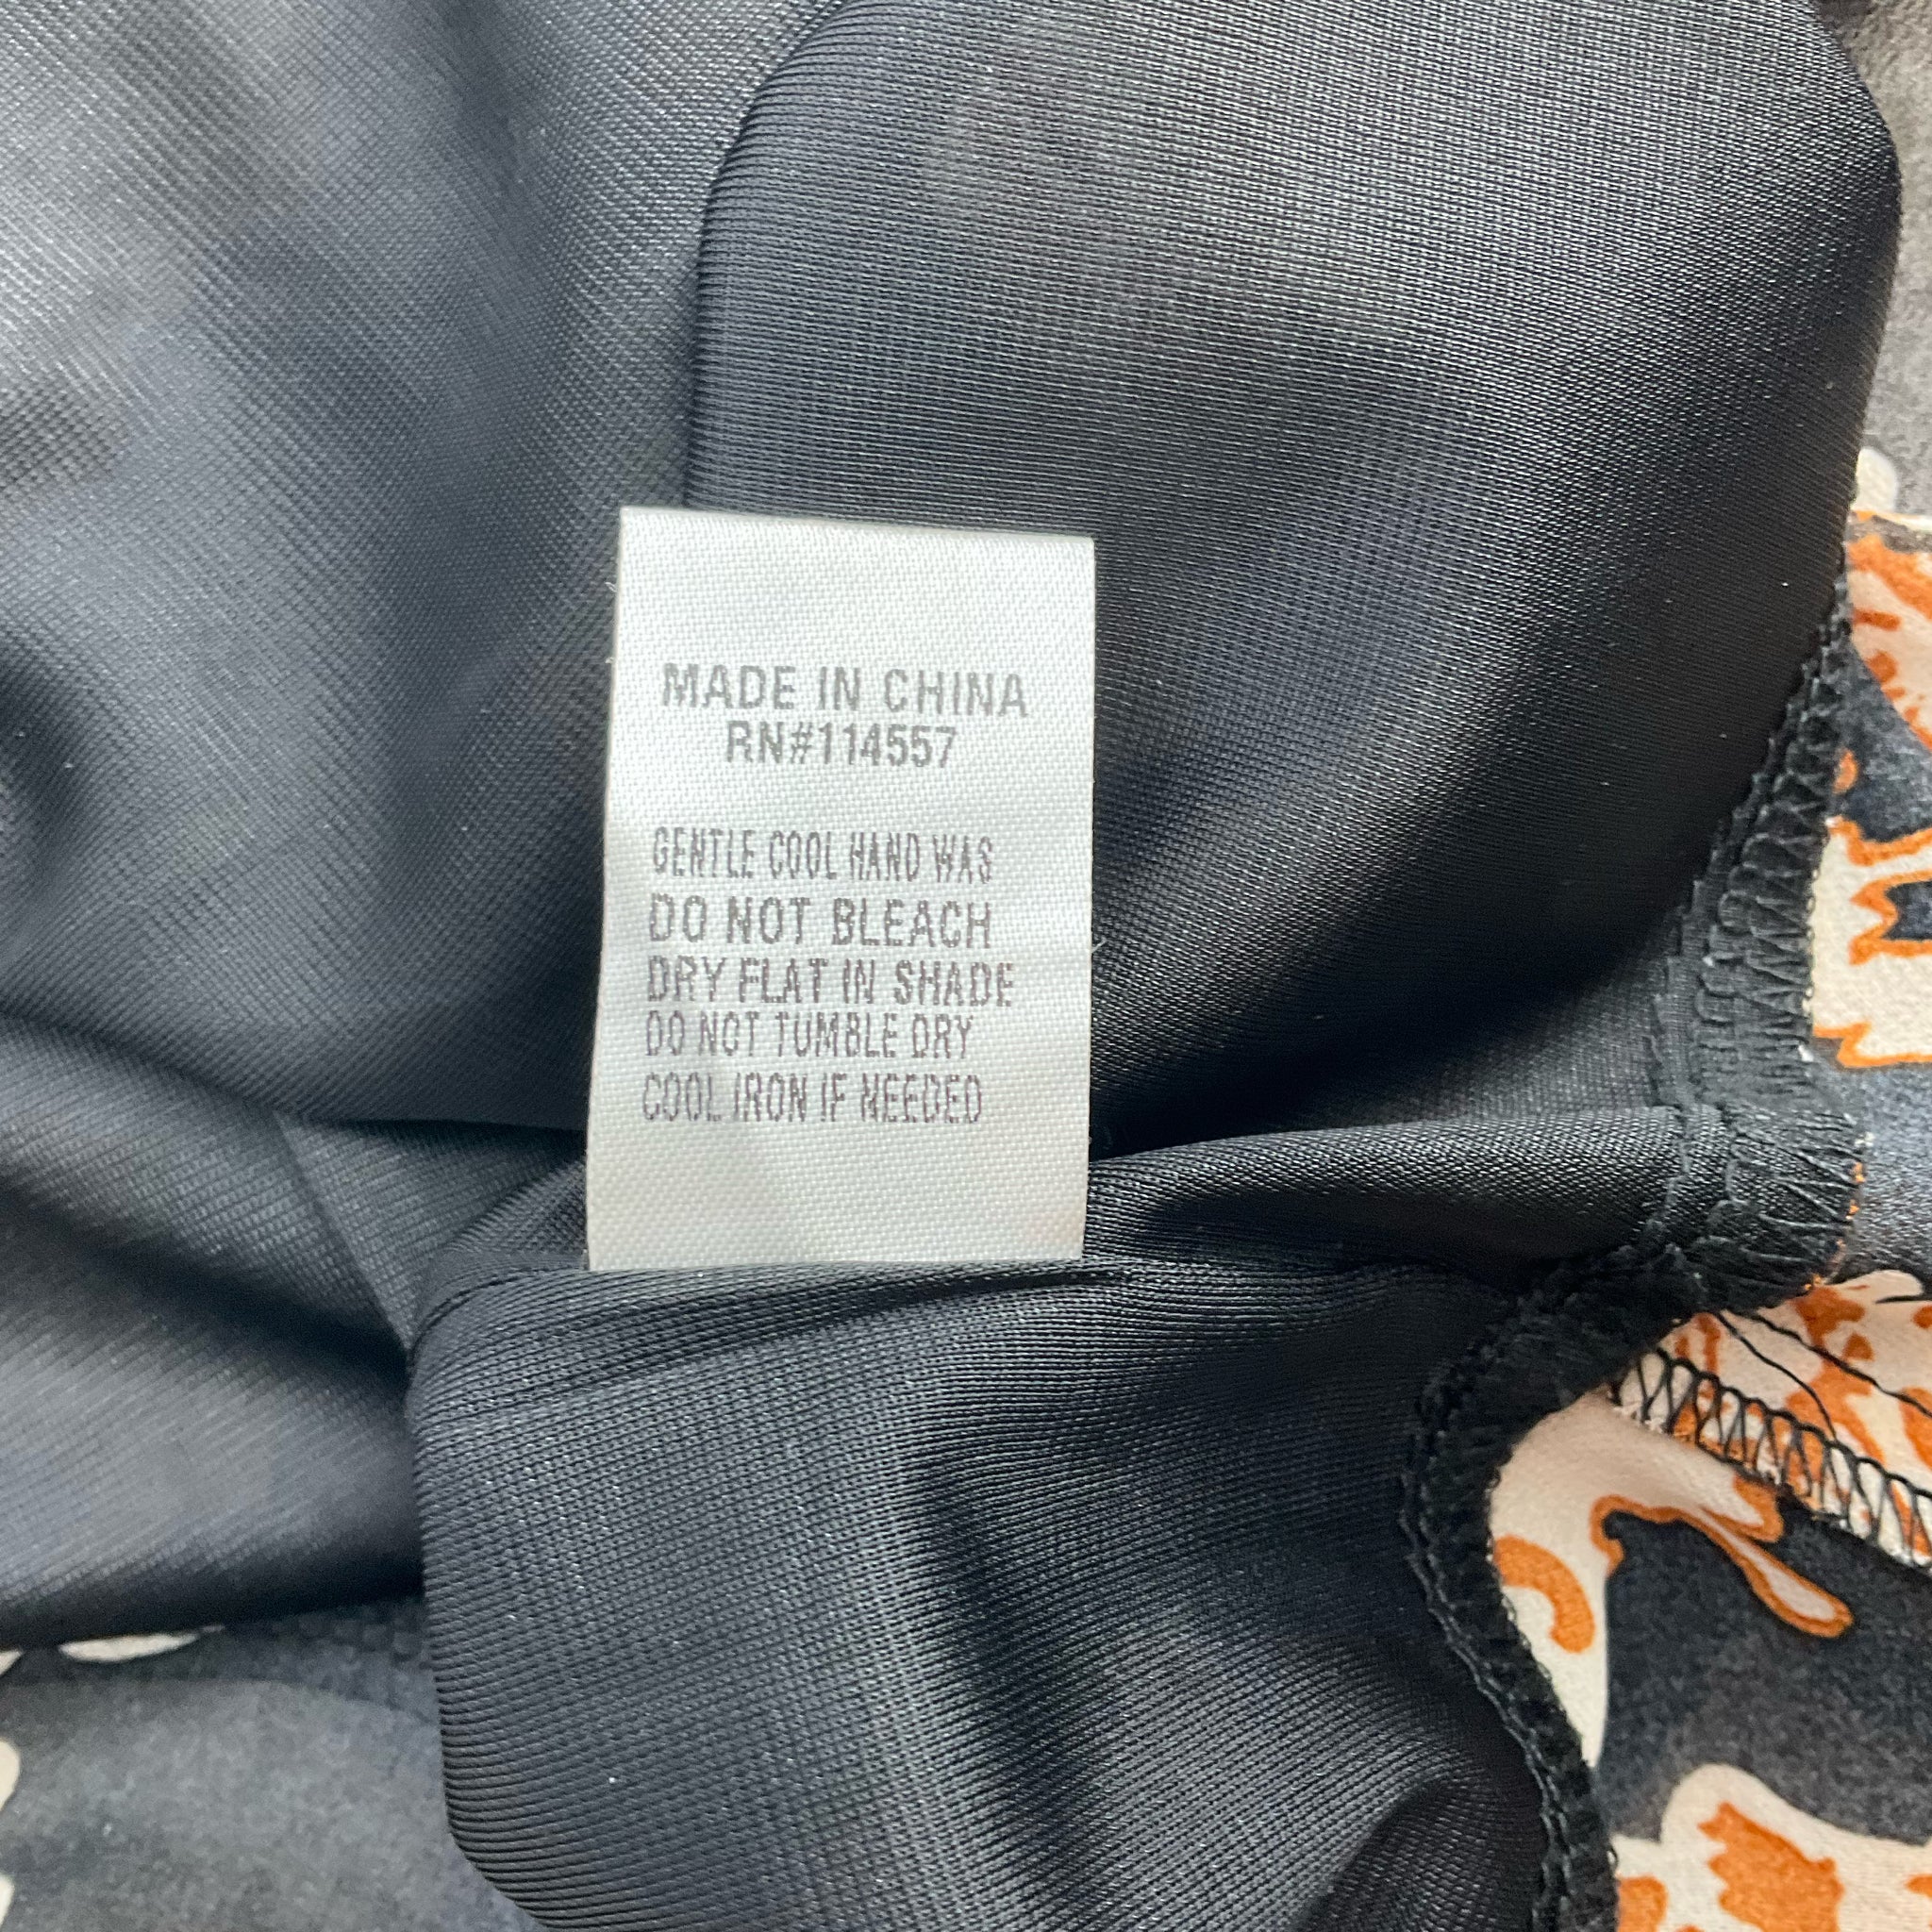 MADE IN CHINA
RN#114557
GENTLE COOL HAND WAS
DO NOT BLEACH
DRY FLAT IN SHADE
DO NOT TUMBLE DRY
COOL IRON IF NEEDED